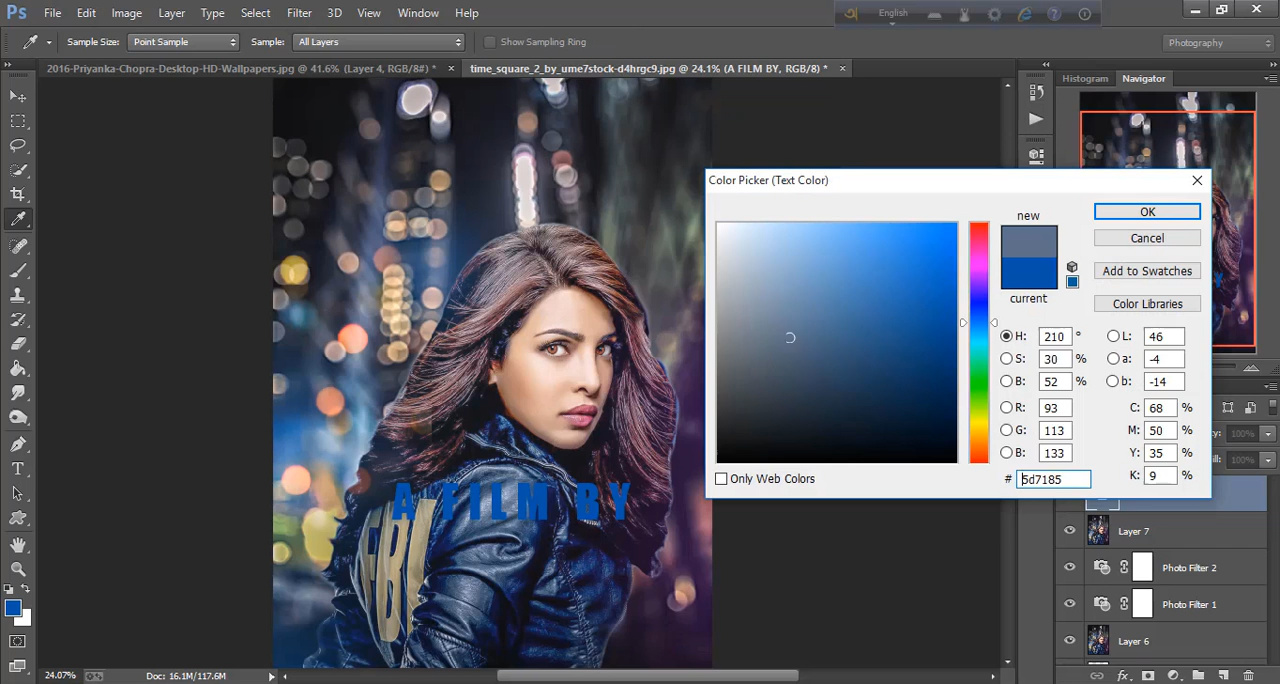 Ps File Edit Image Layer Type Select Filter 3D View Window Help
English
Sample Size: Point Sample Sample: All Layers Show Sampling Ring Photography
2016-Priyanka-Chopra-Desktop-HD-Wallpapers.jpg @ 41.6% (Layer 4, RGB/8#) * × time_square_2_by_ume7stock-d4hrgc9.jpg @ 24.1% (A FILM BY, RGB/8) * ×
Histogram Navigator
Color Picker (Text Color)
new
OK
Cancel
Add to Swatches
current
Color Libraries
H: 210 ° L: 46
S: 30 % a: -4
B: 52 % b: -14
R: 93 C: 68 %
G: 113 M: 50 %
B: 133 Y: 35 %
K: 9 %
Only Web Colors # 5d7185
100%
100%
A FILM BY
FBI
Layer 7
Photo Filter 2
Photo Filter 1
Layer 6
24.07% Doc: 16.1M/117.6M
fx